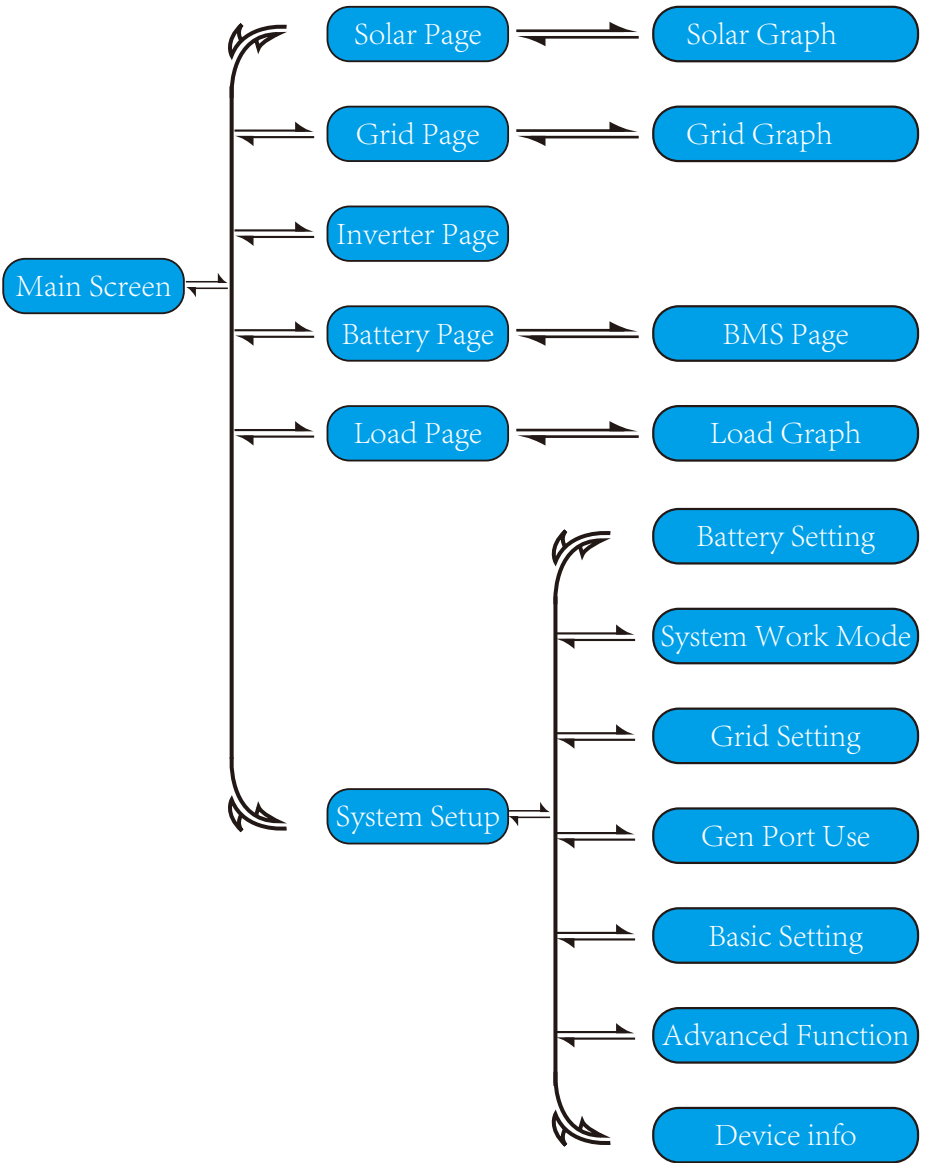 Solar Page
Solar Graph
Grid Page
Grid Graph
Inverter Page
Main Screen
Battery Page
BMS Page
Load Page
Load Graph
Battery Setting
System Work Mode
Grid Setting
System Setup
Gen Port Use
Basic Setting
Advanced Function
Device info